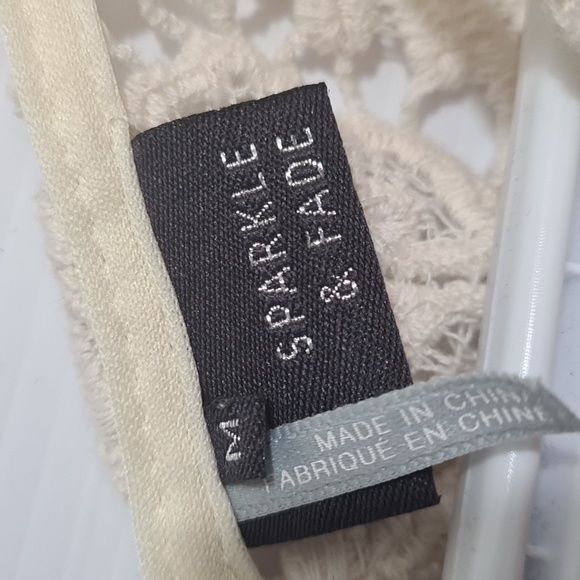 SPARKLE
& FADE
M
MADE IN CHINA
FABRIQUÉ EN CHINE